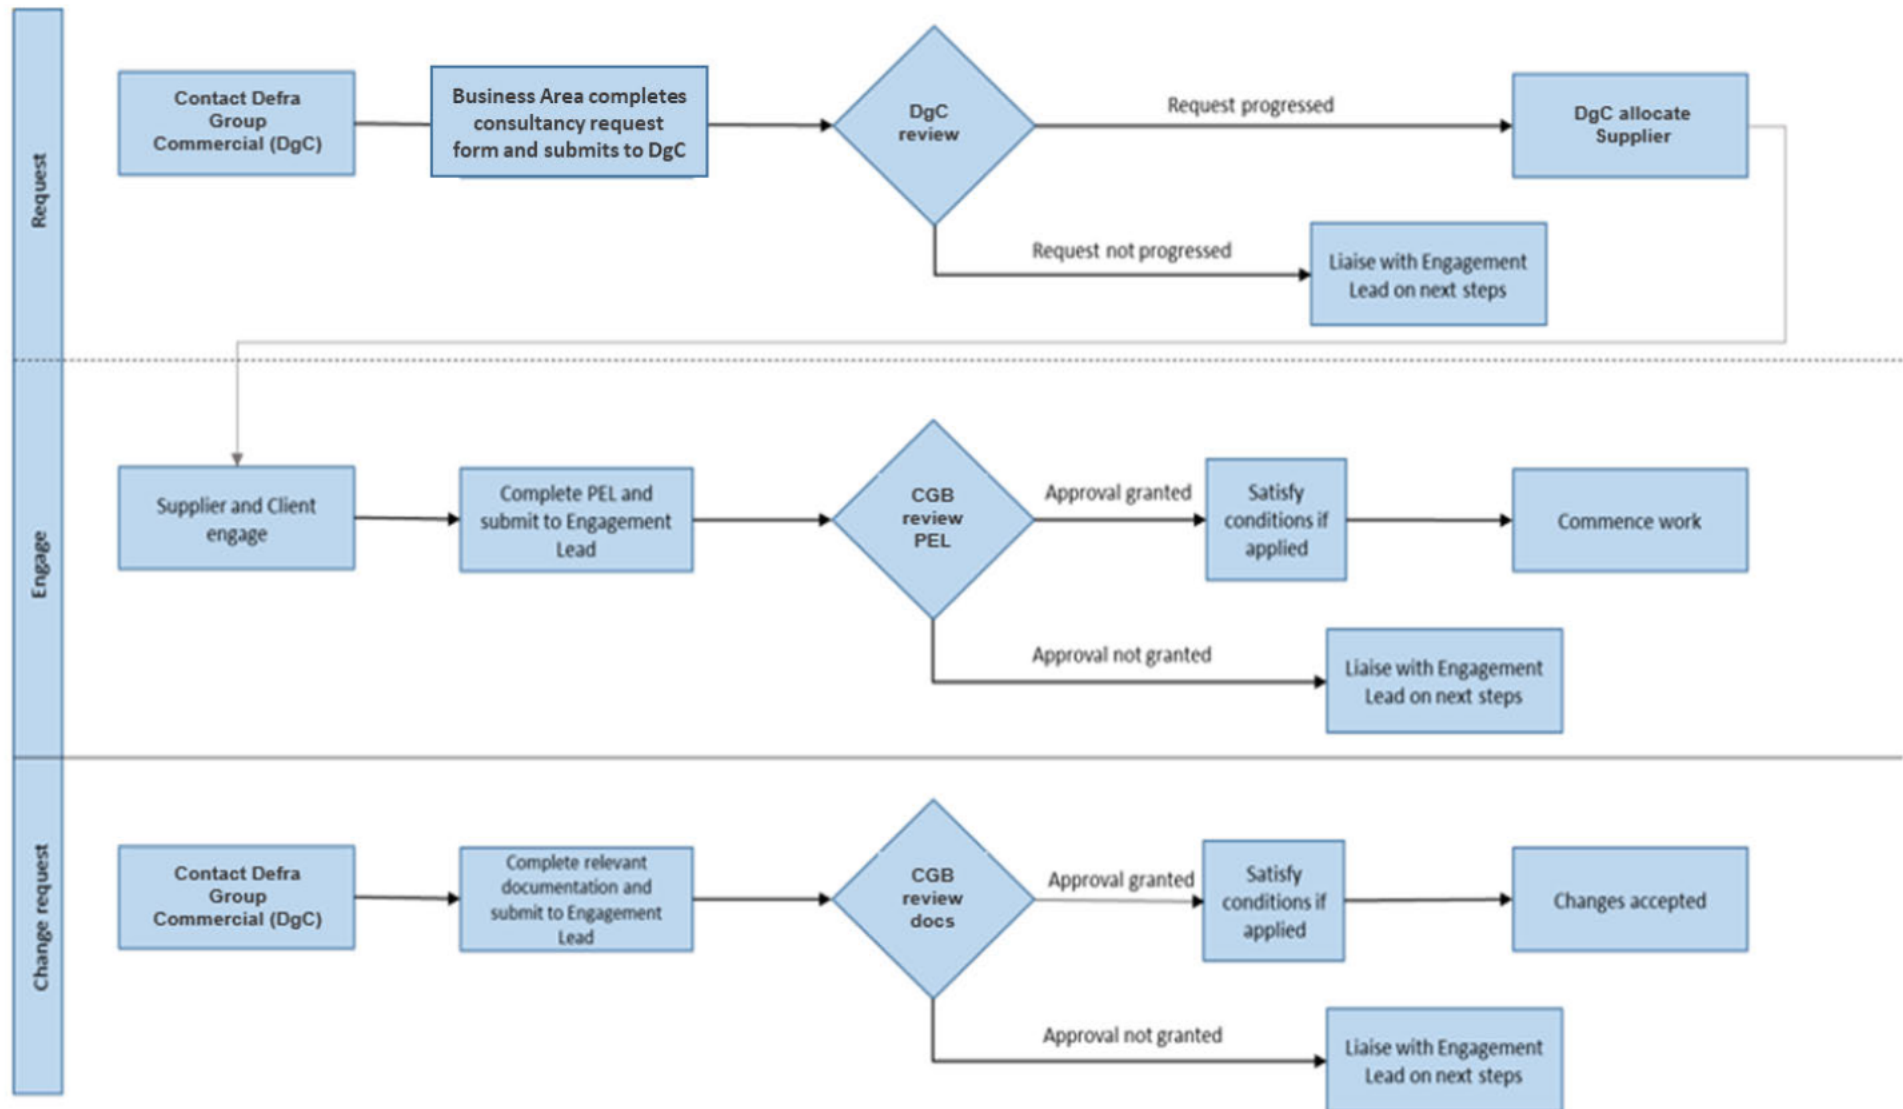 Request
Contact Defra
Group
Commercial (DgC)
Business Area completes
consultancy request
form and submits to DgC
DgC
review
Request progressed
DgC allocate
Supplier
Request not progressed
Liaise with Engagement
Lead on next steps
Engage
Supplier and Client
engage
Complete PEL and
submit to Engagement
Lead
CGB
review
PEL
Approval granted
Satisfy
conditions if
applied
Commence work
Approval not granted
Liaise with Engagement
Lead on next steps
Change request
Contact Defra
Group
Commercial (DgC)
Complete relevant
documentation and
submit to Engagement
Lead
CGB
review
docs
Approval granted
Satisfy
conditions if
applied
Changes accepted
Approval not granted
Liaise with Engagement
Lead on next steps